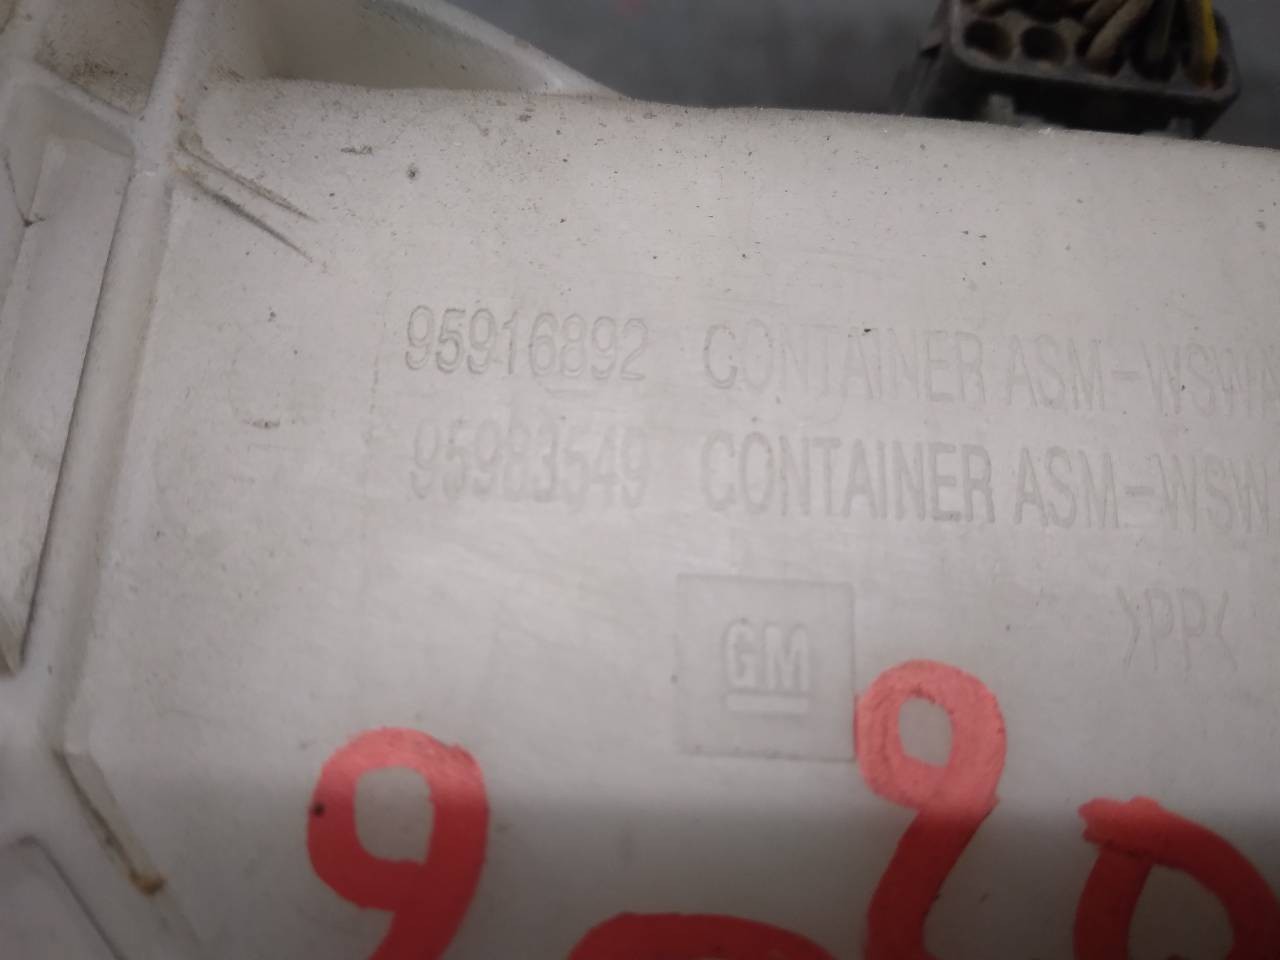 95916892 CONTAINER ASM-WSWA
95983549 CONTAINER ASM-WSW
>PP<
GM